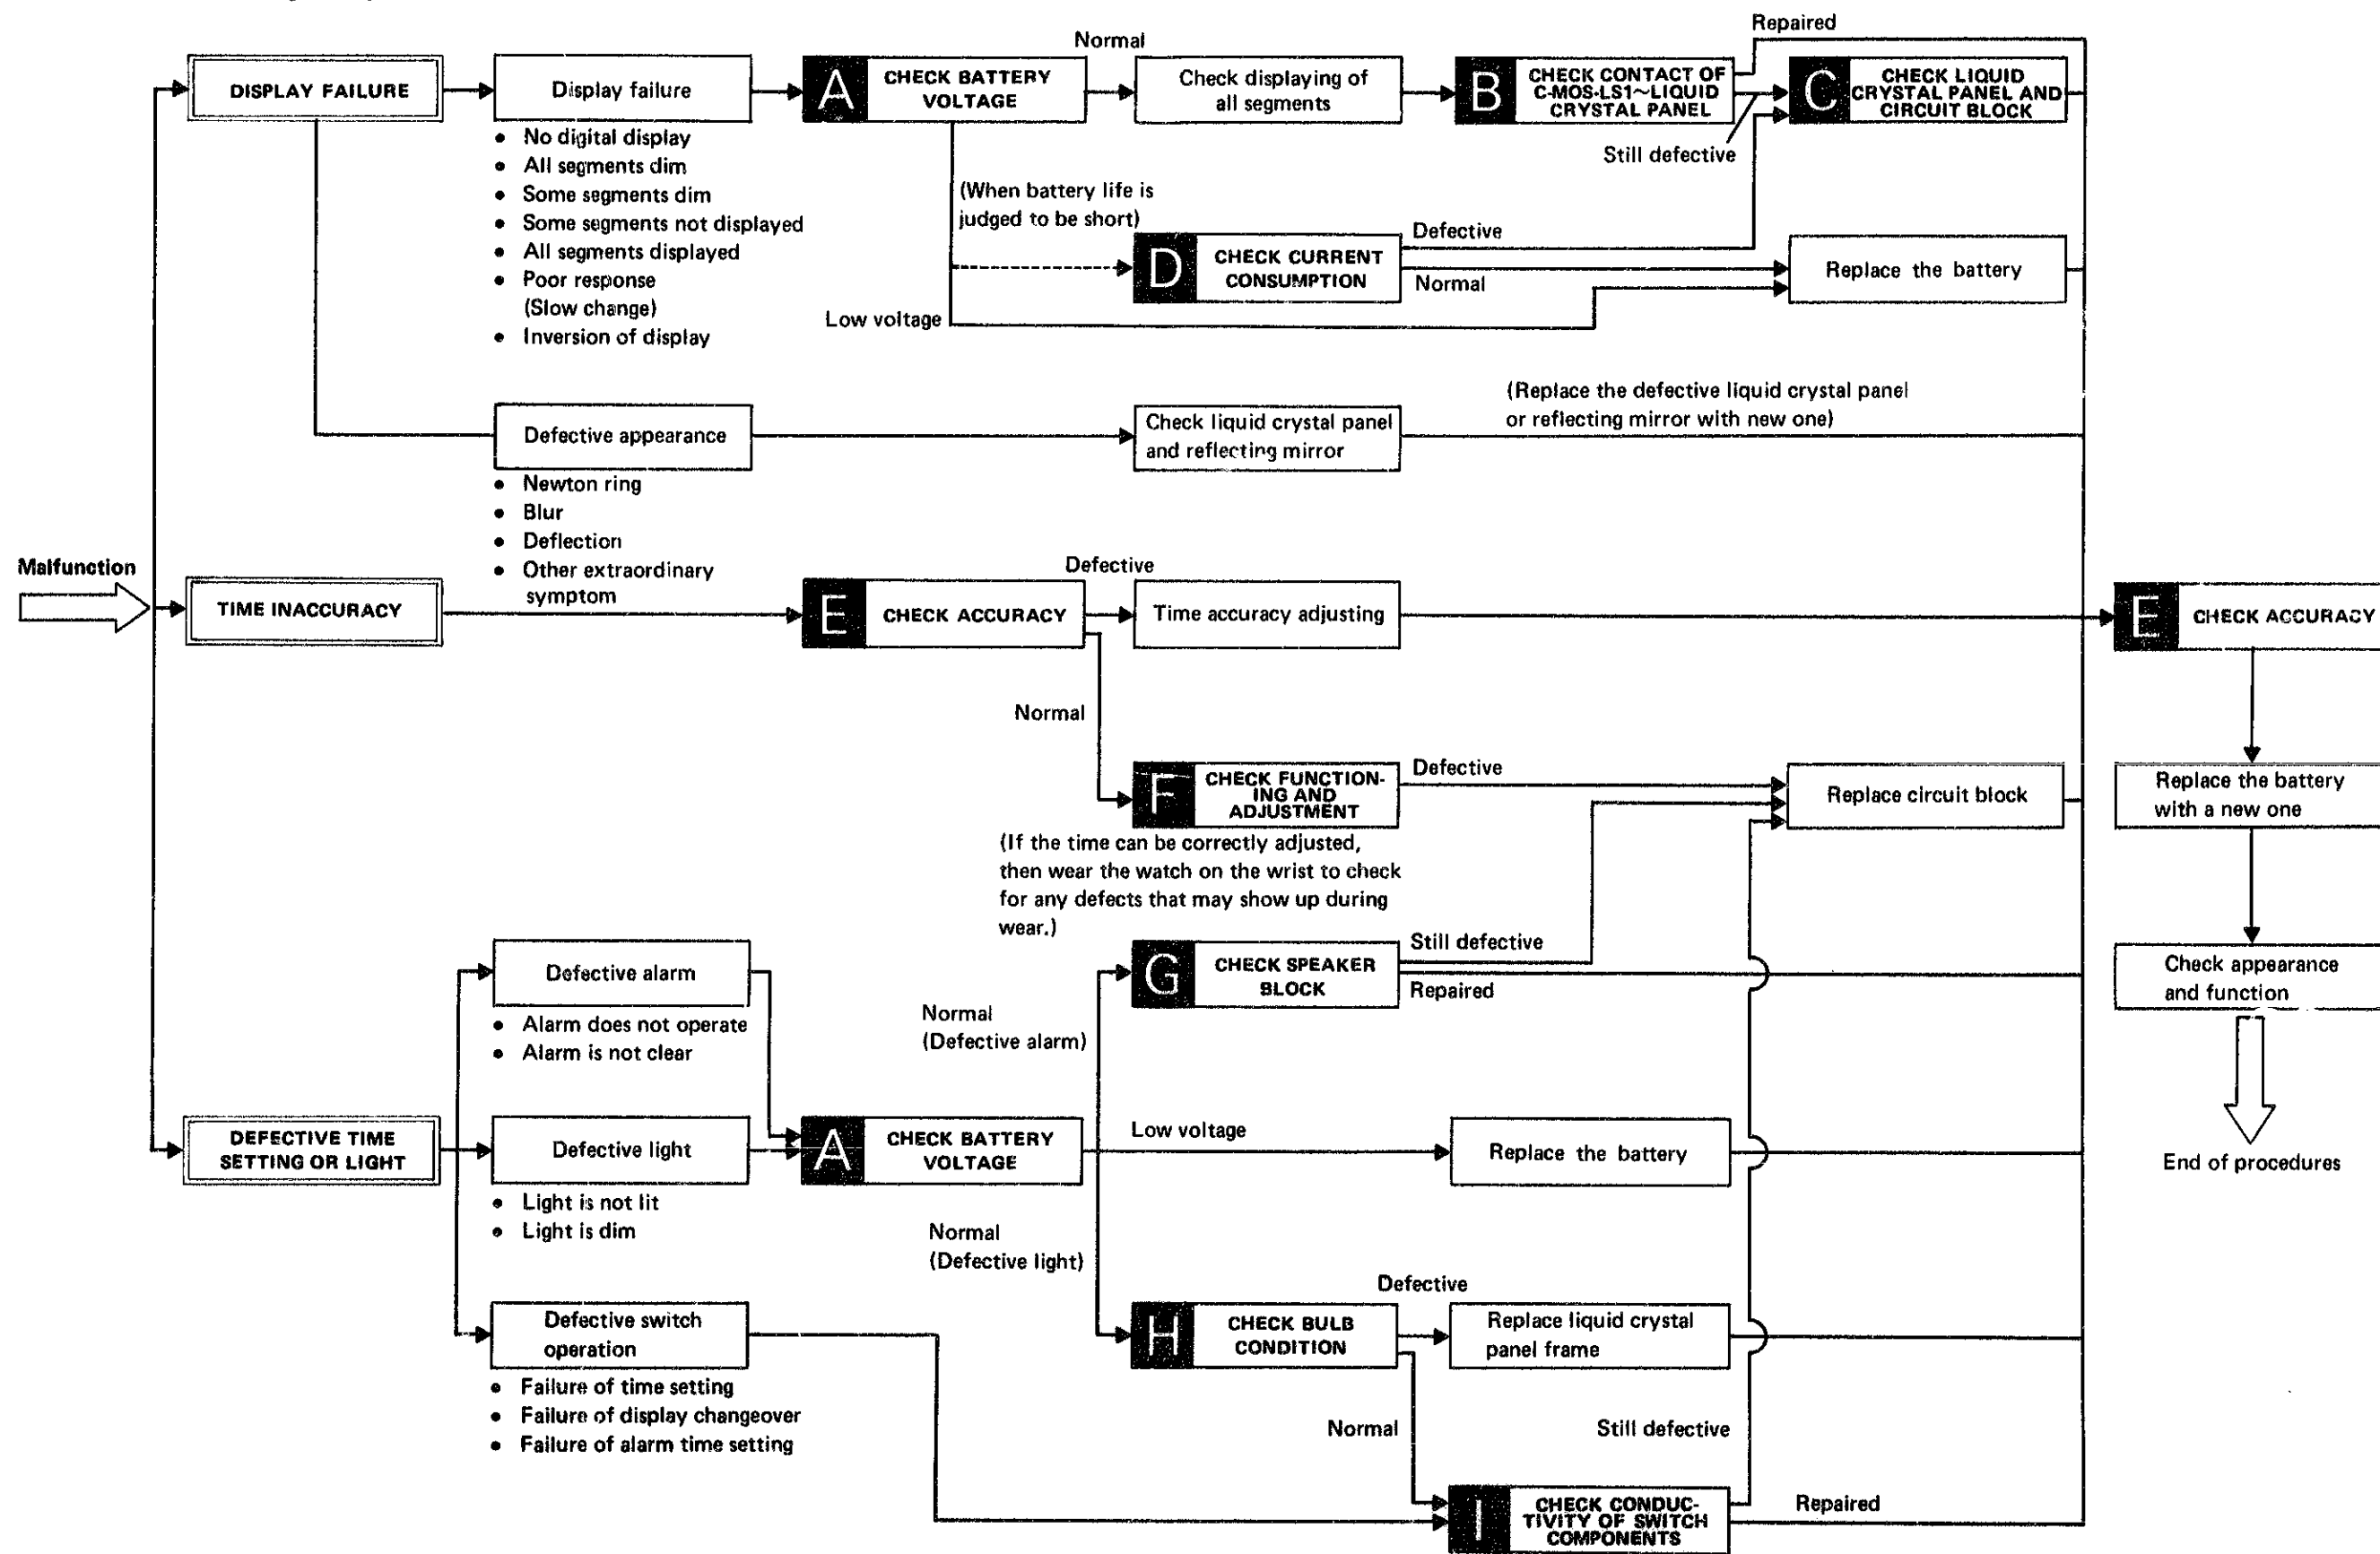 Malfunction
DISPLAY FAILURE
Display failure
• No digital display
• All segments dim
• Some segments dim
• Some segments not displayed
• All segments displayed
• Poor response
(Slow change)
• Inversion of display
A
CHECK BATTERY
VOLTAGE
Normal
Check displaying of
all segments
B
CHECK CONTACT OF
C-MOS·LS1~LIQUID
CRYSTAL PANEL
Repaired
Still defective
C
CHECK LIQUID
CRYSTAL PANEL AND
CIRCUIT BLOCK
(When battery life is
judged to be short)
D
CHECK CURRENT
CONSUMPTION
Defective
Normal
Low voltage
Replace the battery
Defective appearance
• Newton ring
• Blur
• Deflection
• Other extraordinary
symptom
Check liquid crystal panel
and reflecting mirror
(Replace the defective liquid crystal panel
or reflecting mirror with new one)
TIME INACCURACY
E
CHECK ACCURACY
Defective
Time accuracy adjusting
Normal
F
CHECK FUNCTION-
ING AND
ADJUSTMENT
Defective
(If the time can be correctly adjusted,
then wear the watch on the wrist to check
for any defects that may show up during
wear.)
Replace circuit block
DEFECTIVE TIME
SETTING OR LIGHT
Defective alarm
• Alarm does not operate
• Alarm is not clear
Defective light
• Light is not lit
• Light is dim
Defective switch
operation
• Failure of time setting
• Failure of display changeover
• Failure of alarm time setting
A
CHECK BATTERY
VOLTAGE
Normal
(Defective alarm)
G
CHECK SPEAKER
BLOCK
Still defective
Repaired
Low voltage
Replace the battery
Normal
(Defective light)
H
CHECK BULB
CONDITION
Defective
Replace liquid crystal
panel frame
Normal
Still defective
I
CHECK CONDUC-
TIVITY OF SWITCH
COMPONENTS
Repaired
E
CHECK ACCURACY
Replace the battery
with a new one
Check appearance
and function
End of procedures